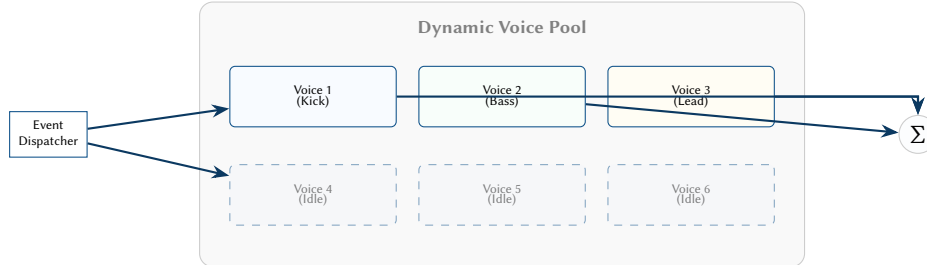 Dynamic Voice Pool
Voice 1
(Kick)
Voice 2
(Bass)
Voice 3
(Lead)
Event
Dispatcher
Σ
Voice 4
(Idle)
Voice 5
(Idle)
Voice 6
(Idle)